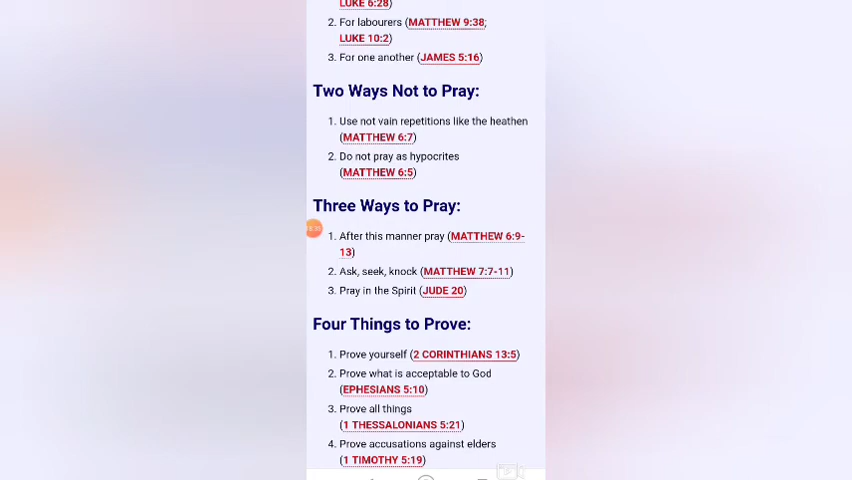 LUKE 6:28)
2. For labourers (MATTHEW 9:38;
LUKE 10:2)
3. For one another (JAMES 5:16)
Two Ways Not to Pray:
1. Use not vain repetitions like the heathen
(MATTHEW 6:7)
2. Do not pray as hypocrites
(MATTHEW 6:5)
Three Ways to Pray:
1. After this manner pray (MATTHEW 6:9-
13)
2. Ask, seek, knock (MATTHEW 7:7-11)
3. Pray in the Spirit (JUDE 20)
Four Things to Prove:
1. Prove yourself (2 CORINTHIANS 13:5)
2. Prove what is acceptable to God
(EPHESIANS 5:10)
3. Prove all things
(1 THESSALONIANS 5:21)
4. Prove accusations against elders
(1 TIMOTHY 5:19)